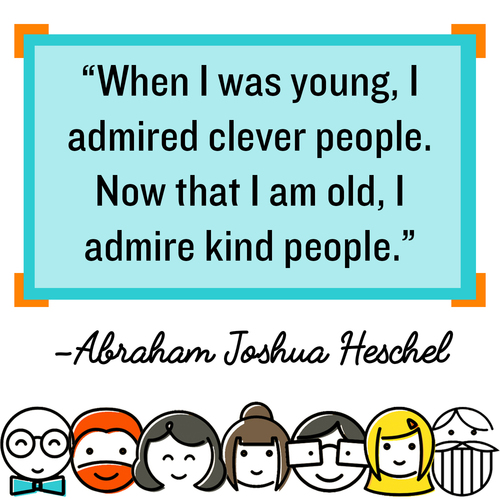 “When I was young, I
admired clever people.
Now that I am old, I
admire kind people.”
-Abraham Joshua Heschel